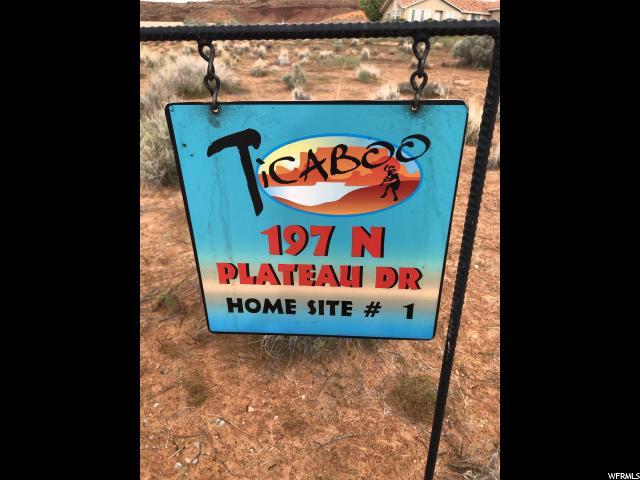 TiCABOO
197 N
PLATEAU DR
HOME SITE # 1
WFRMLS